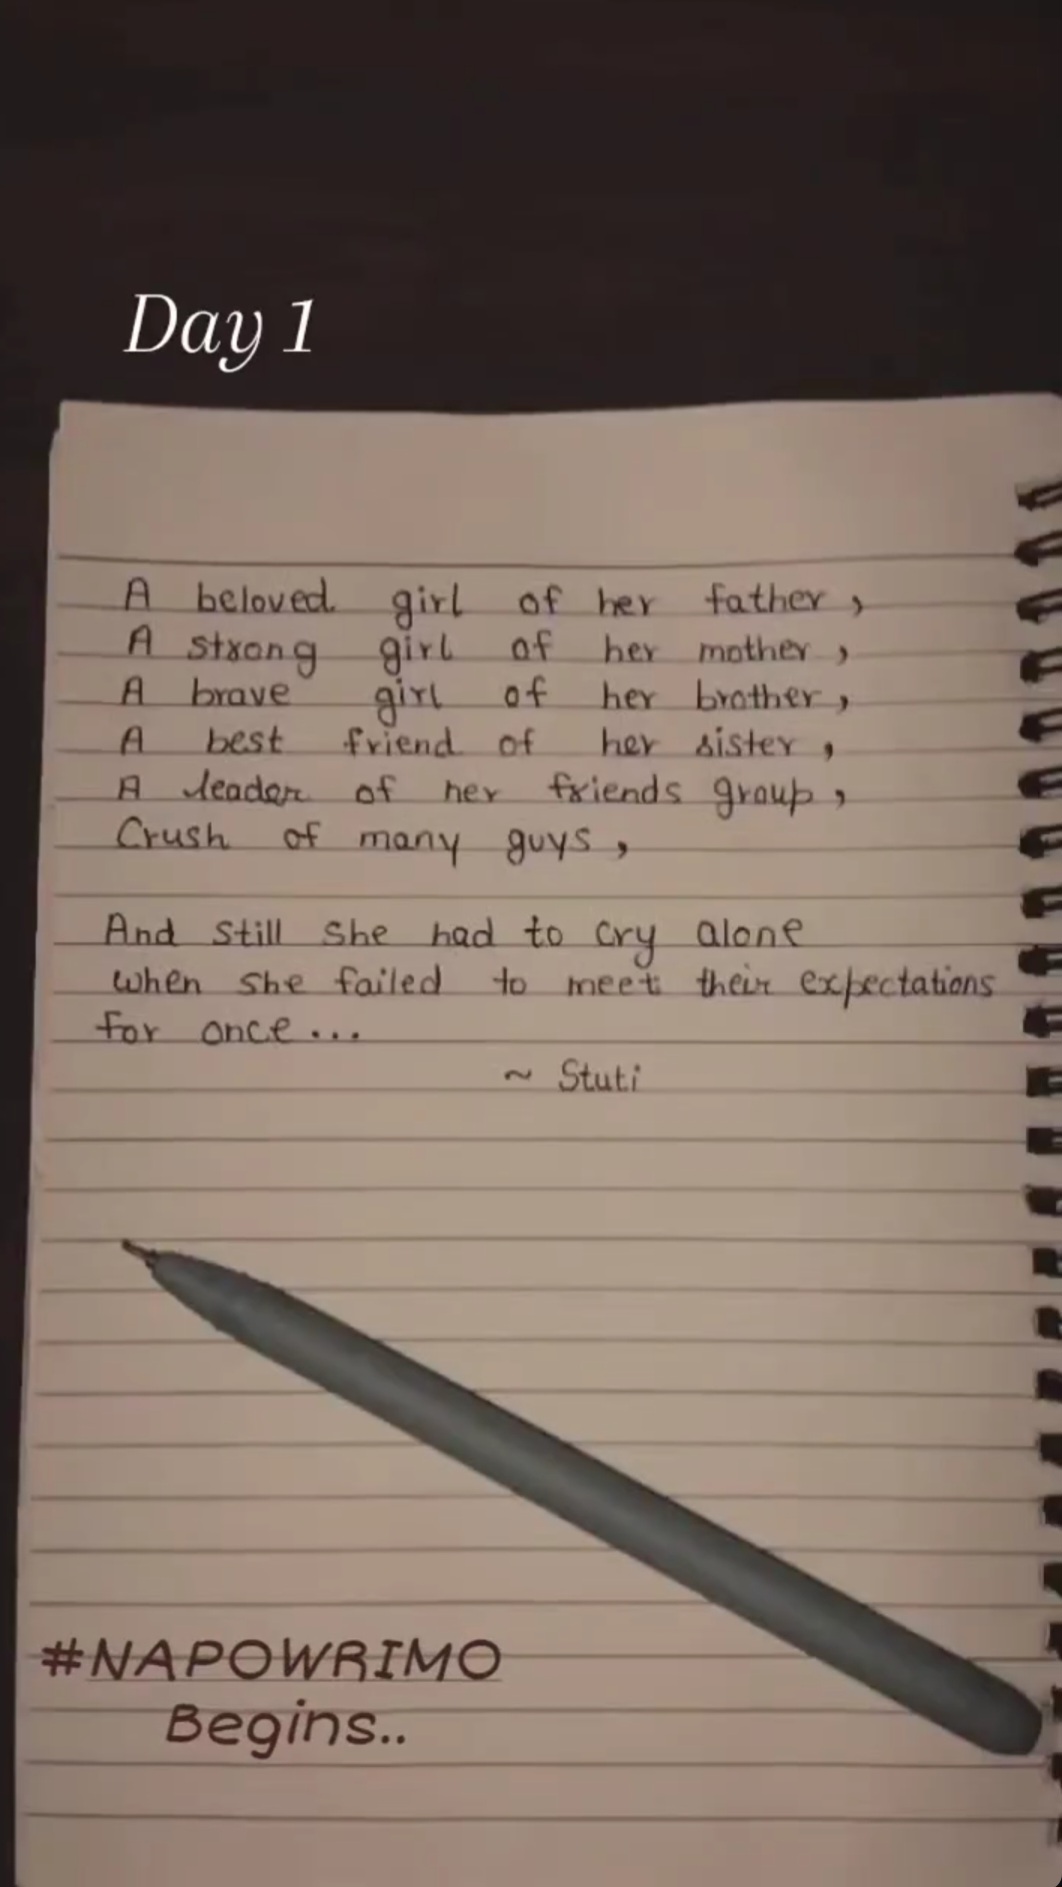 Day 1
A beloved girl of her father,
A strong girl of her mother,
A brave girl of her brother,
A best friend of her sister,
A leader of her friends group,
Crush of many guys,
And still she had to cry alone
when she failed to meet their expectations
for once...
~ Stuti
#NAPOWRIMO
Begins..